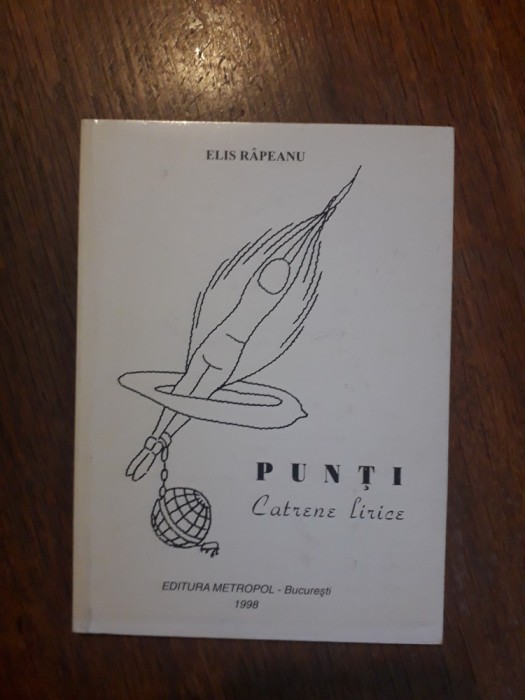 ELIS RÂPEANU
PUNȚI
Catrene lirice
EDITURA METROPOL - București
1998